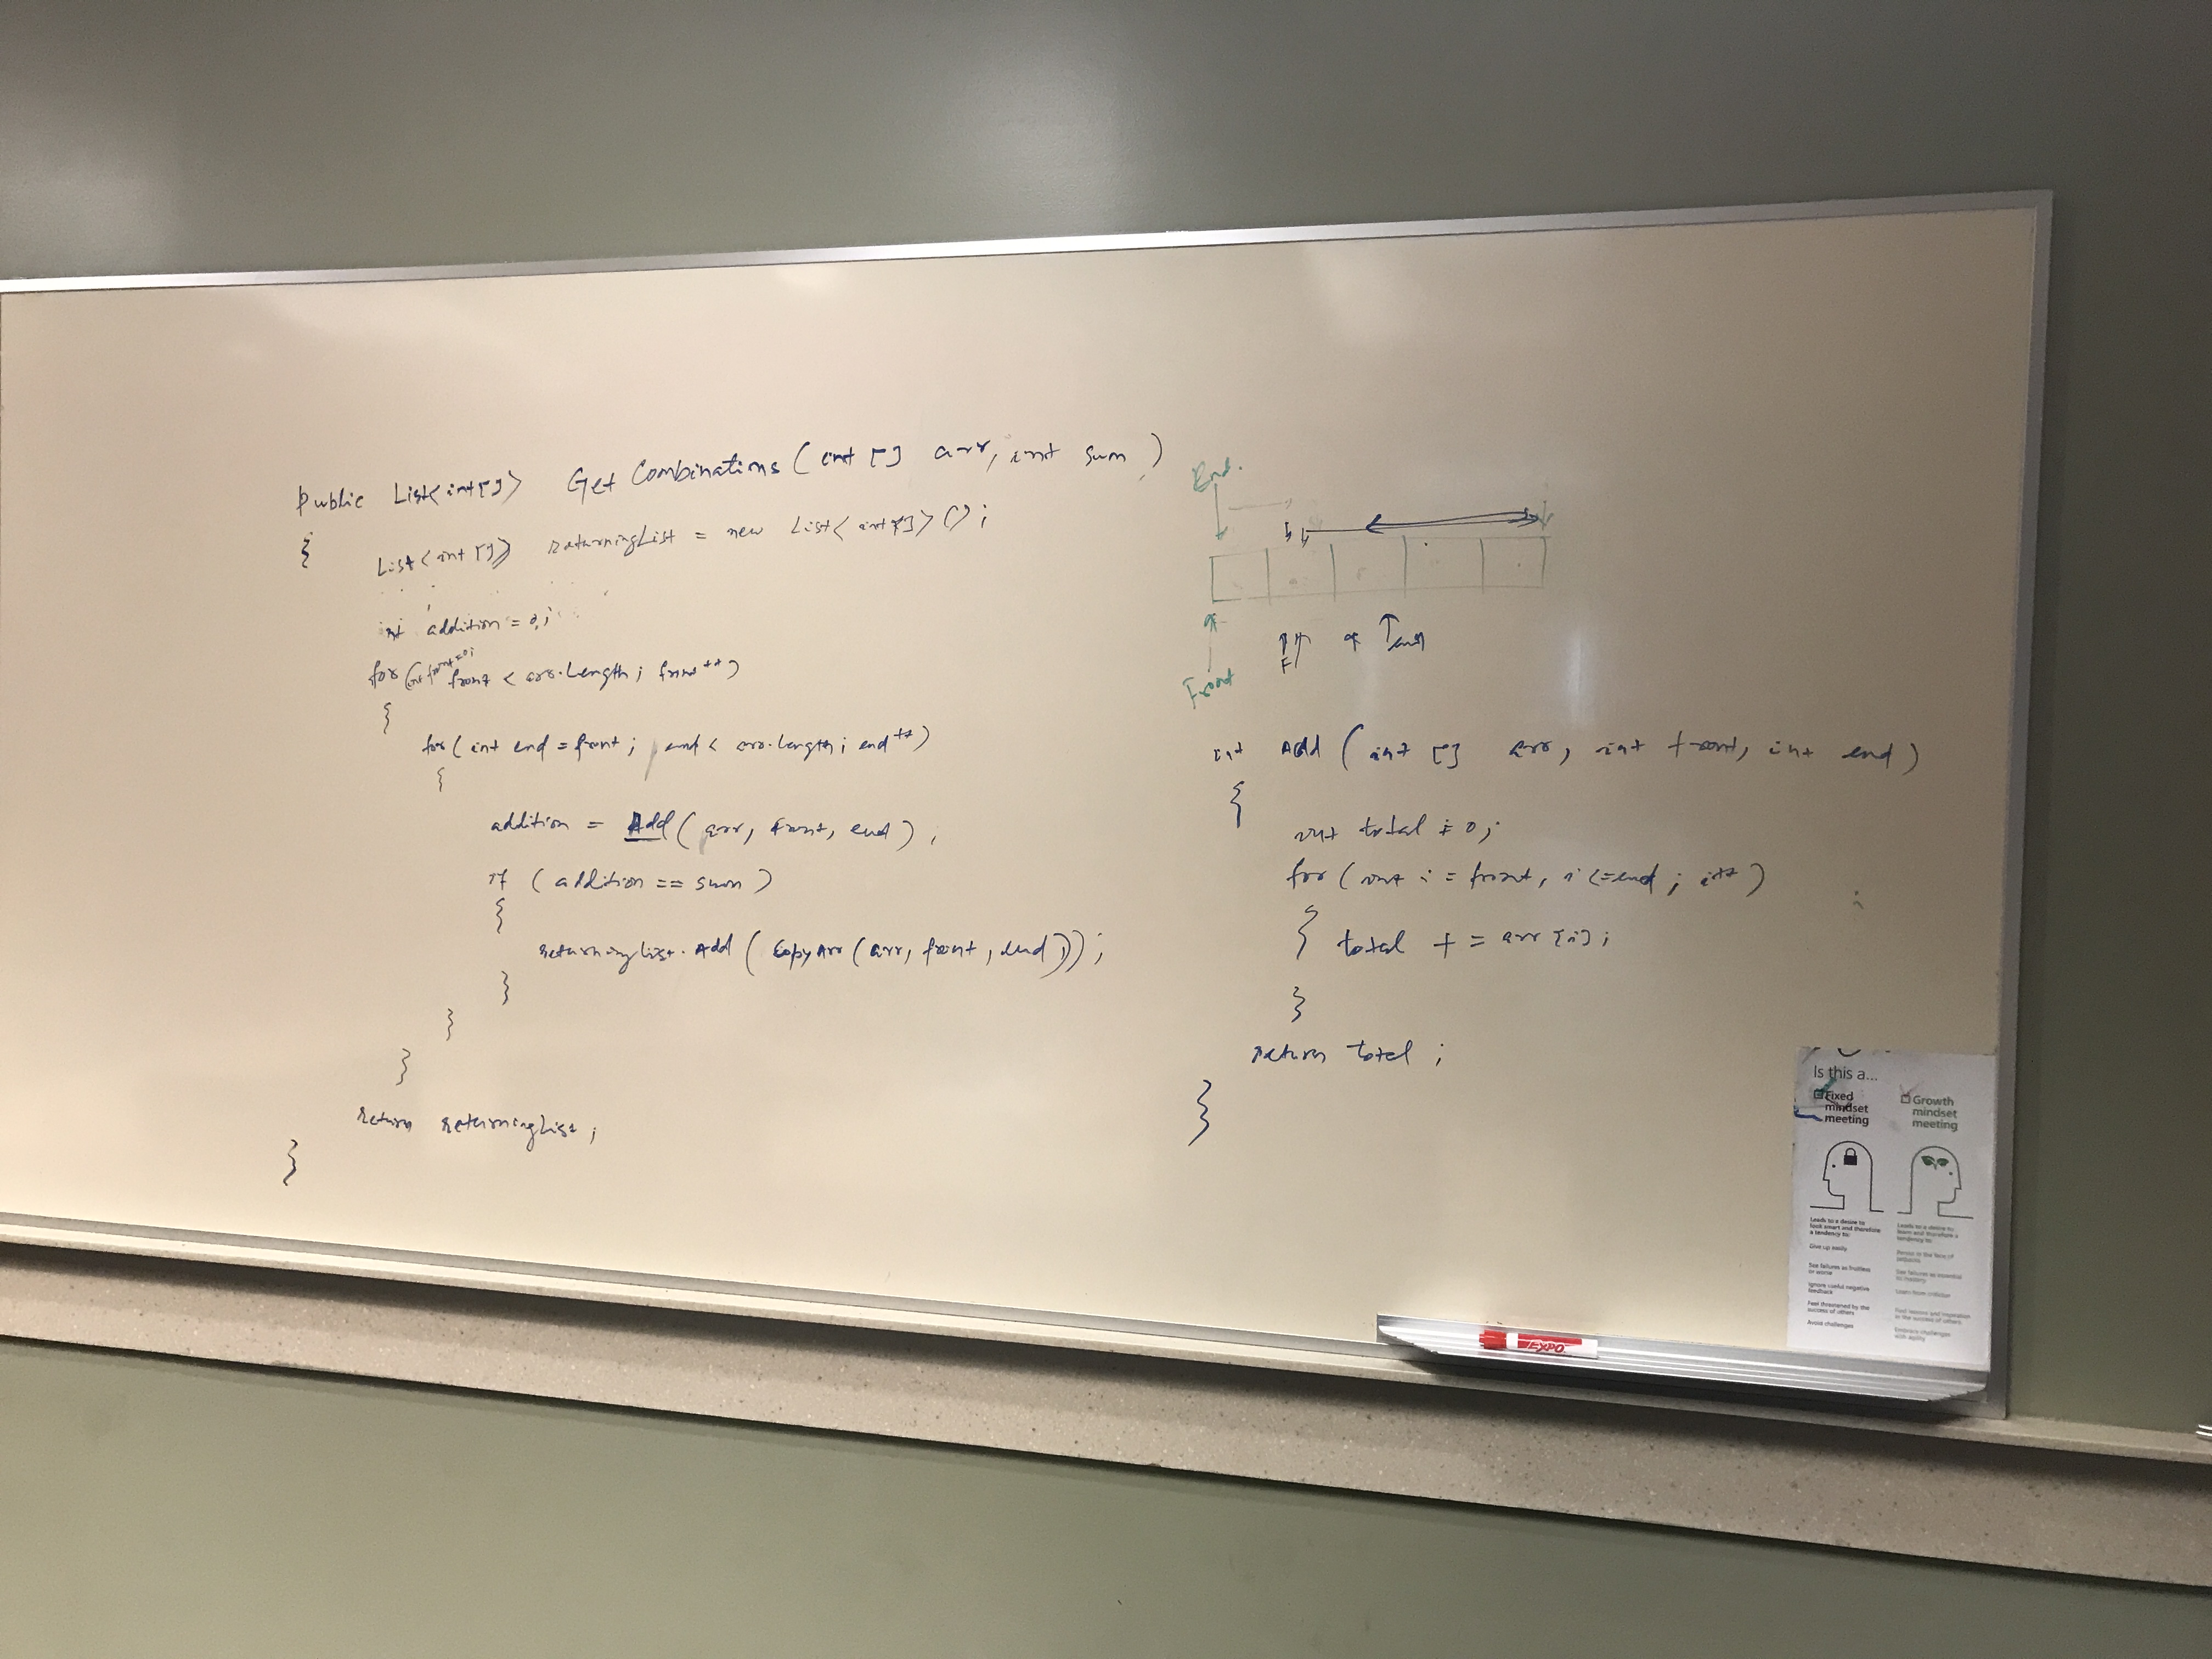 Public List<int[]> GetCombinations (int [] arr, int sum)
{
List<int[]> returningList = new List<int[]>();
int addition = 0;
for (int front=0; front < arr.Length; front++)
{
for (int end = front; end < arr.length; end++)
{
addition = Add (arr, front, end),
if (addition == sum)
{
returningList.Add (CopyArr (arr, front, end));
}
}
}
return returningList;
}
End.
Front
F
end
int Add (int [] arr, int front, int end)
{
int total = 0;
for (int i = front, i <= end; i++)
{ total += arr[i];
}
return total;
}
Is this a...
Fixed mindset meeting
Growth mindset meeting
Leads to a desire to look smart and therefore a tendency to:
Give up easily
See failures as fruitless or worse
Ignore useful negative feedback
Feel threatened by the success of others
Avoid challenges
Leads to a desire to learn and therefore a tendency to:
Persist in the face of setbacks
See failures as essential to mastery
Learn from criticism
Find lessons and inspiration in the success of others
Embrace challenges with agility
EXPO